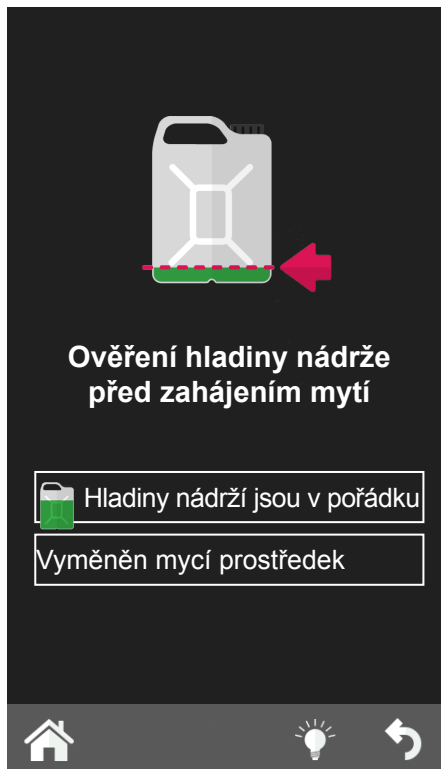 Ověření hladiny nádrže
před zahájením mytí
Hladiny nádrží jsou v pořádku
Vyměněn mycí prostředek